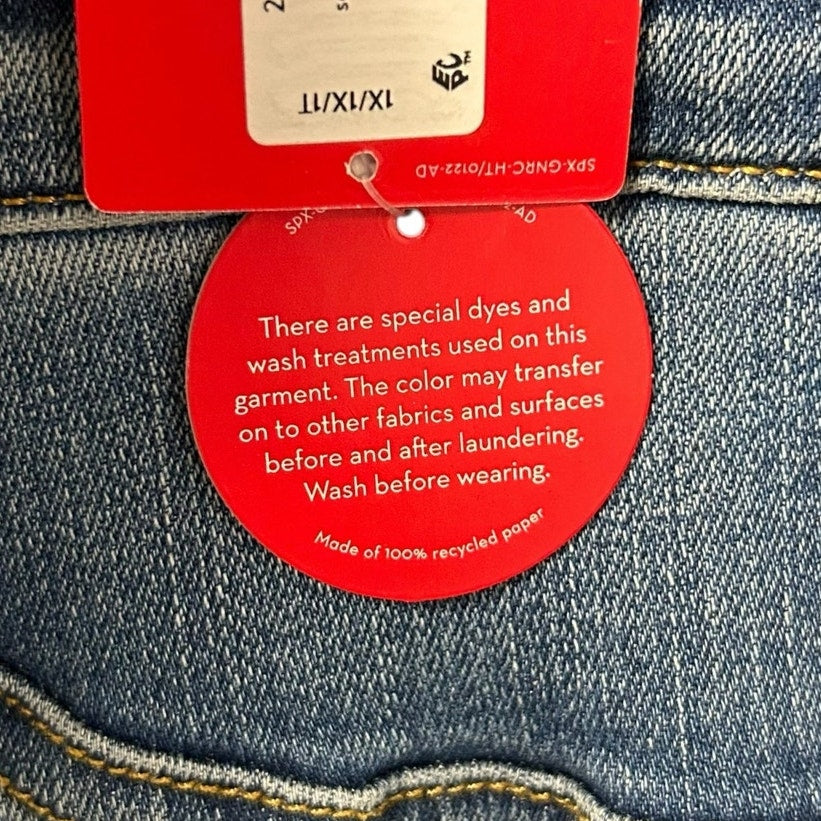 1X/1X/1T
SPX-GNRC-HT/0122-AD
SPX- -AD
There are special dyes and
wash treatments used on this
garment. The color may transfer
on to other fabrics and surfaces
before and after laundering.
Wash before wearing.
Made of 100% recycled paper